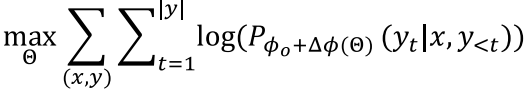 max_Θ ∑_{(x,y)} ∑_{t=1}^{|y|} log(P_{ϕ_o+Δϕ(Θ)} (y_t|x, y_{<t}))